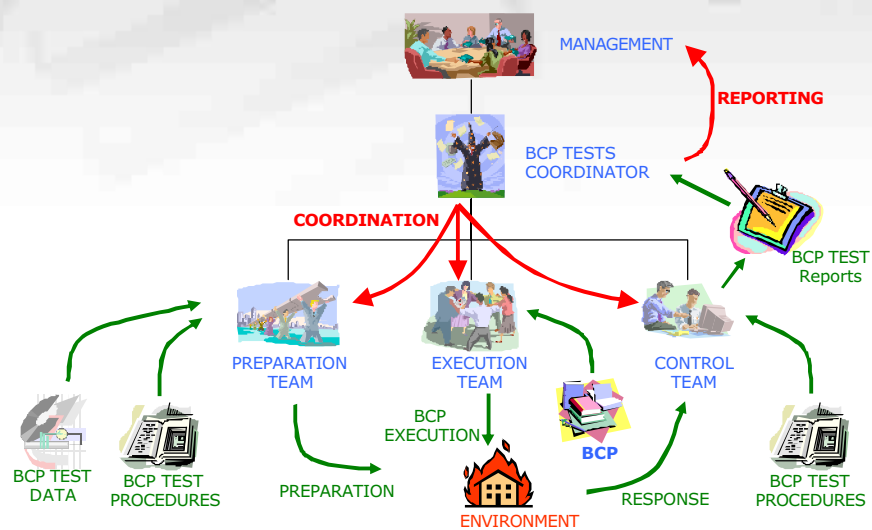 MANAGEMENT
REPORTING
BCP TESTS
COORDINATOR
COORDINATION
BCP TEST
Reports
PREPARATION
TEAM
EXECUTION
TEAM
CONTROL
TEAM
BCP
EXECUTION
BCP
BCP TEST
DATA
BCP TEST
PROCEDURES
PREPARATION
ENVIRONMENT
RESPONSE
BCP TEST
PROCEDURES